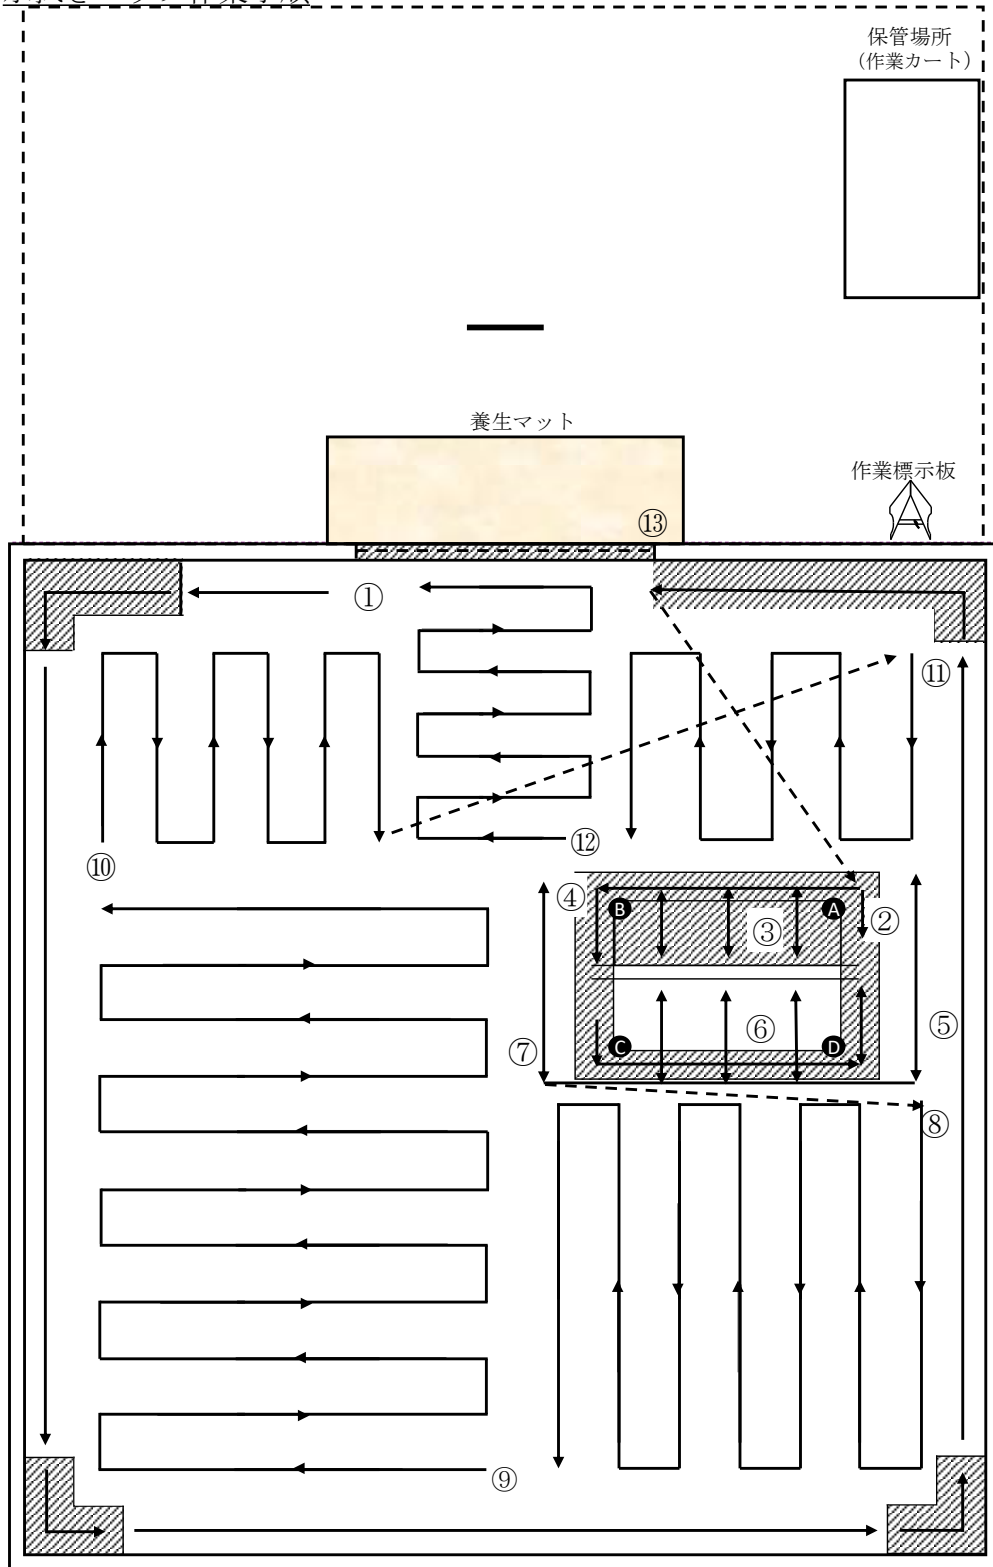 保管場所
（作業カート）
養生マット
作業標示板
⑬
①
⑪
⑩
⑫
④
B
A
②
③
⑥
⑤
⑦
C
D
⑧
⑨